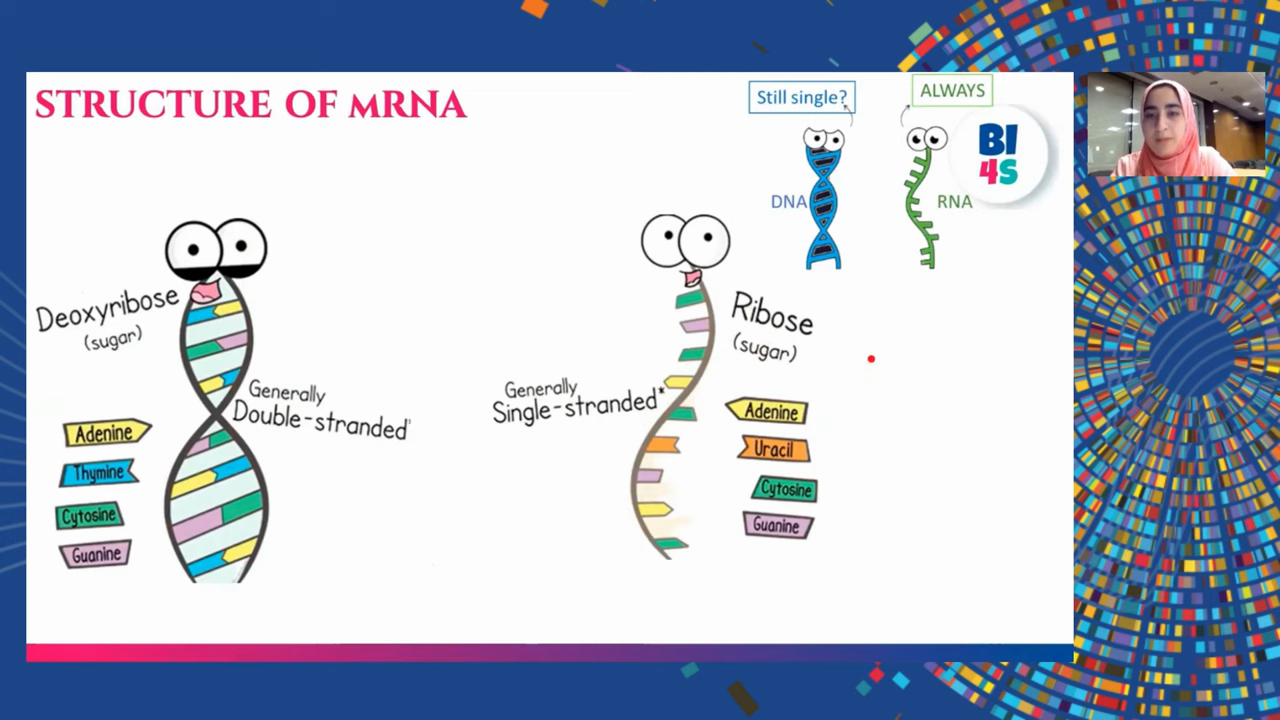 STRUCTURE OF MRNA
Still single?
ALWAYS
BI
4S
DNA
RNA
Deoxyribose
(sugar)
Generally
Double-stranded'
Adenine
Thymine
Cytosine
Guanine
Ribose
(sugar)
Generally
Single-stranded*
Adenine
Uracil
Cytosine
Guanine